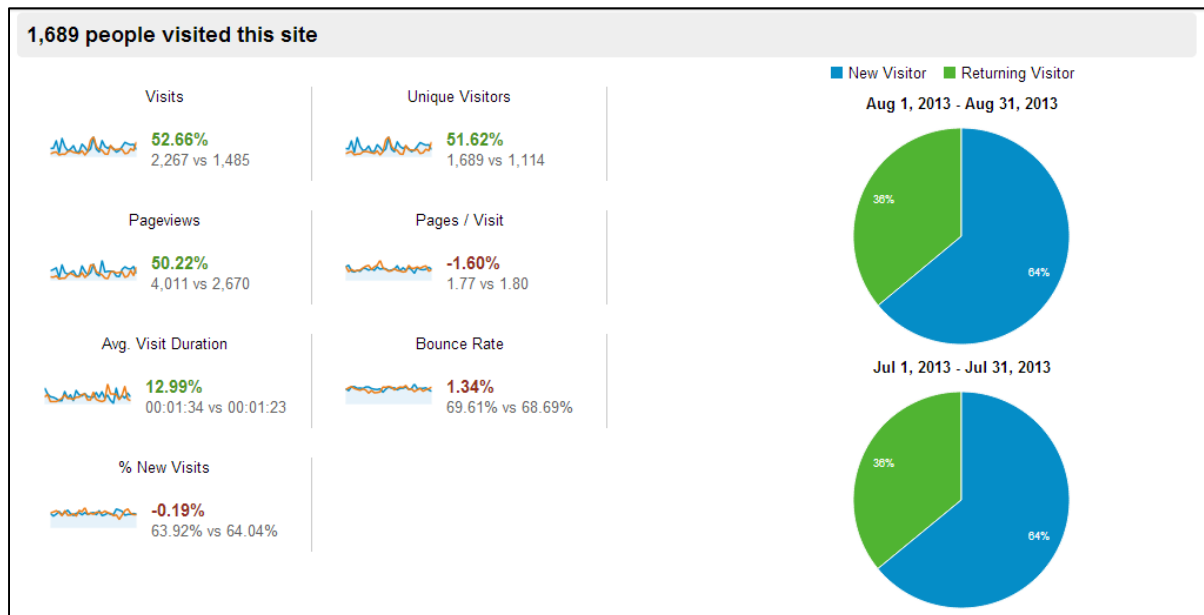 1,689 people visited this site
Visits
52.66%
2,267 vs 1,485
Unique Visitors
51.62%
1,689 vs 1,114
Pageviews
50.22%
4,011 vs 2,670
Pages / Visit
-1.60%
1.77 vs 1.80
Avg. Visit Duration
12.99%
00:01:34 vs 00:01:23
Bounce Rate
1.34%
69.61% vs 68.69%
% New Visits
-0.19%
63.92% vs 64.04%
New Visitor Returning Visitor
Aug 1, 2013 - Aug 31, 2013
36%
64%
Jul 1, 2013 - Jul 31, 2013
36%
64%